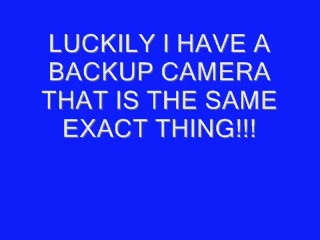 LUCKILY I HAVE A
BACKUP CAMERA
THAT IS THE SAME
EXACT THING!!!